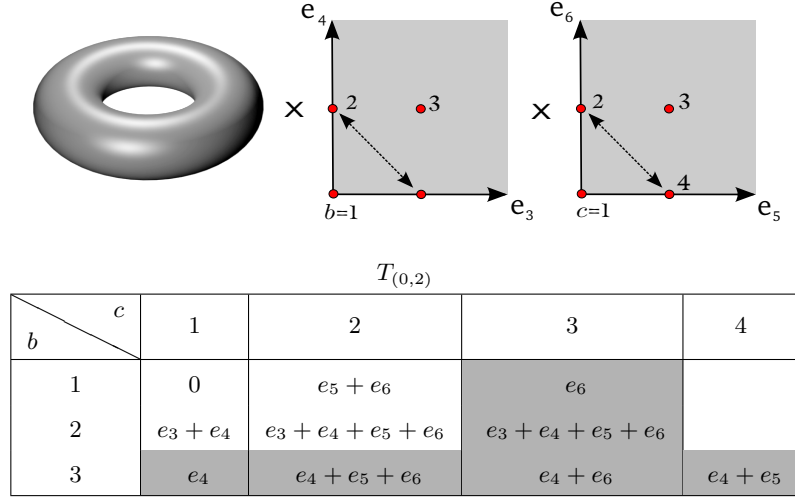 e₄ e₆
× 2 3 × 2 3
4
b=1 e₃ c=1 e₅
T₍₀,₂₎
c
b 1 2 3 4
1 0 e₅ + e₆ e₆
2 e₃ + e₄ e₃ + e₄ + e₅ + e₆ e₃ + e₄ + e₅ + e₆
3 e₄ e₄ + e₅ + e₆ e₄ + e₆ e₄ + e₅